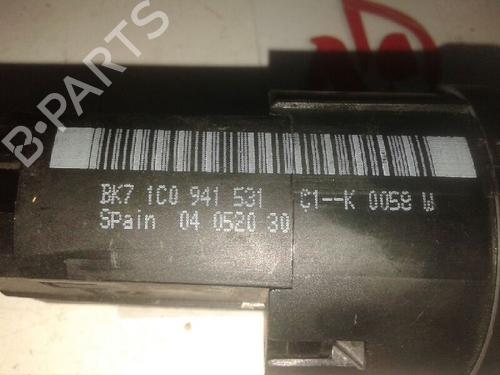 B-PARTS
BK7 1C0 941 531 C1--K 0058 W
Spain 04 0520 30